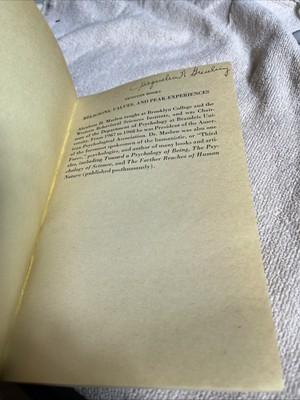 Jacqueline R
PENGUIN BOOKS
RELIGIONS, VALUES, AND PEAK-EXPERIENCES
Abraham H. Maslow taught at Brooklyn College and the
Western Behavioral Sciences Institute, and was Chair-
man of the Department of Psychology at Brandeis Uni-
versity. From 1967 to 1968 he was President of the Amer-
ican Psychological Association. Dr. Maslow was also one
of the foremost spokesmen of the humanistic, or "Third
Force," psychologies, and author of many books and arti-
cles, including Toward a Psychology of Being, The Psy-
chology of Science, and The Farther Reaches of Human
Nature (published posthumously).